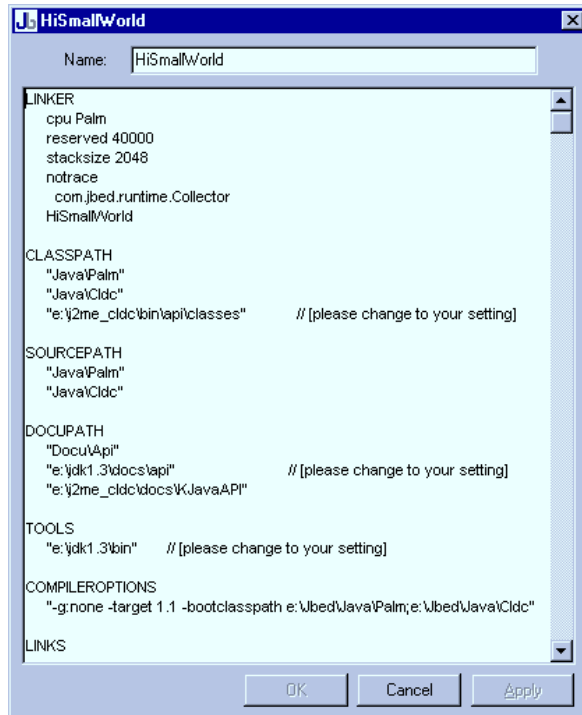 Jb HiSmallWorld
Name: HiSmallWorld
LINKER
cpu Palm
reserved 40000
stacksize 2048
notrace
com.jbed.runtime.Collector
HiSmallWorld
CLASSPATH
"Java\Palm"
"Java\Cldc"
"e:\j2me_cldc\bin\api\classes" // [please change to your setting]
SOURCEPATH
"Java\Palm"
"Java\Cldc"
DOCUPATH
"Docu\Api"
"e:\jdk1.3\docs\api" // [please change to your setting]
"e:\j2me_cldc\docs\KJavaAPI"
TOOLS
"e:\jdk1.3\bin" // [please change to your setting]
COMPILEROPTIONS
"-g:none -target 1.1 -bootclasspath e:\Jbed\Java\Palm;e:\Jbed\Java\Cldc"
LINKS
OK Cancel Apply